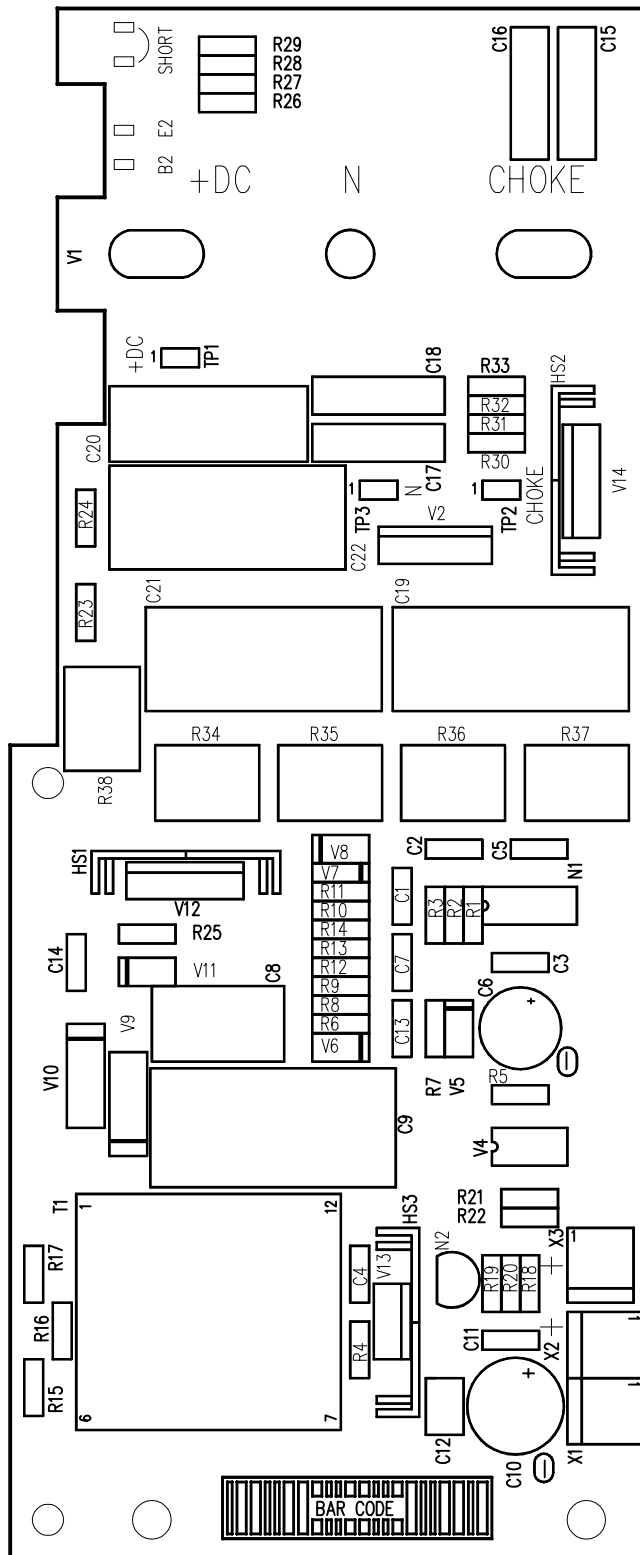 SHORT
R29
R28
R27
R26
C16
C15
E2
B2
+DC
N
CHOKE
V1
+DC
1
TP1
C18
R33
R32
R31
R30
HS2
C20
C17
V14
R24
1
N
TP3
V2
1
TP2
CHOKE
C22
R23
C21
C19
R38
R34
R35
R36
R37
HS1
V8
V7
C2
C5
N1
V12
R11
R10
C1
R3
R2
R1
C14
R25
R14
R13
C7
C3
V11
C8
R12
R9
C6
V9
R8
R6
C13
+
V10
V6
R7
V5
R5
C9
V4
T1
1
12
HS3
R21
R22
N2
X3
1
R17
C4
V13
R19
R20
R18
R16
C11
X2
1
R4
R15
+
1
6
7
C12
C10
X1
BAR CODE